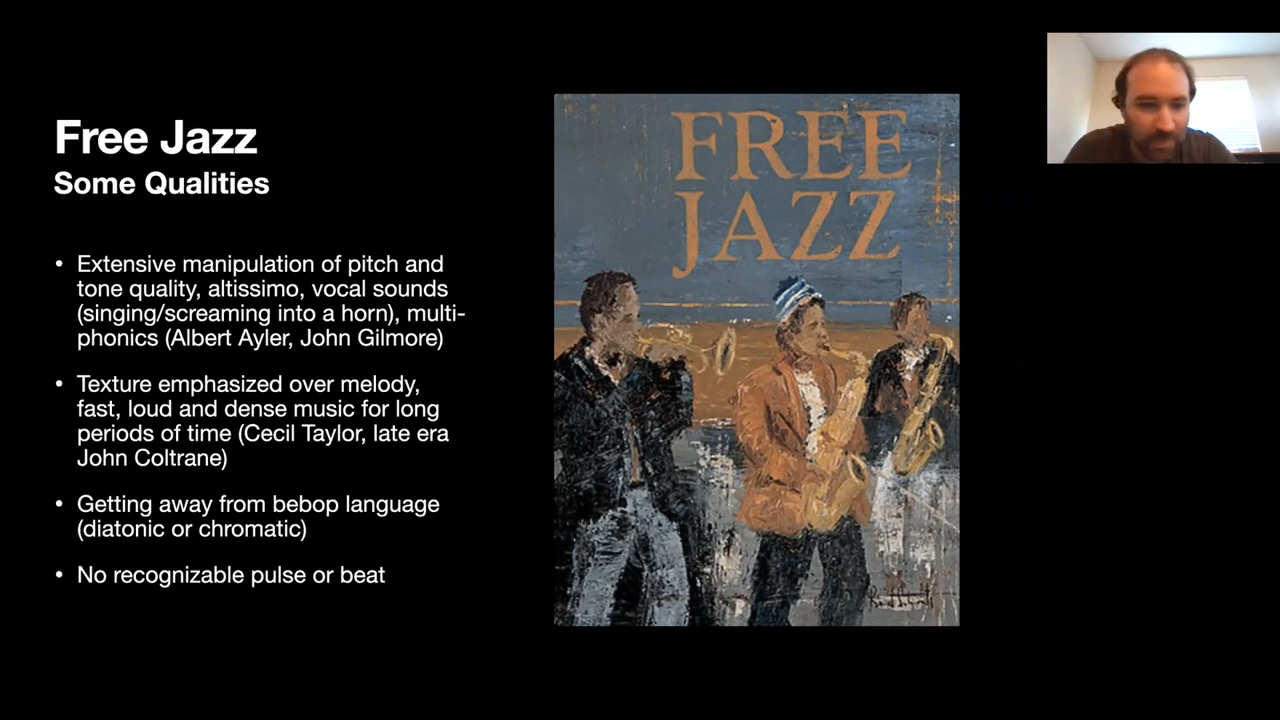 Free Jazz
Some Qualities
• Extensive manipulation of pitch and
tone quality, altissimo, vocal sounds
(singing/screaming into a horn), multi-
phonics (Albert Ayler, John Gilmore)
• Texture emphasized over melody,
fast, loud and dense music for long
periods of time (Cecil Taylor, late era
John Coltrane)
• Getting away from bebop language
(diatonic or chromatic)
• No recognizable pulse or beat
FREE
JAZZ